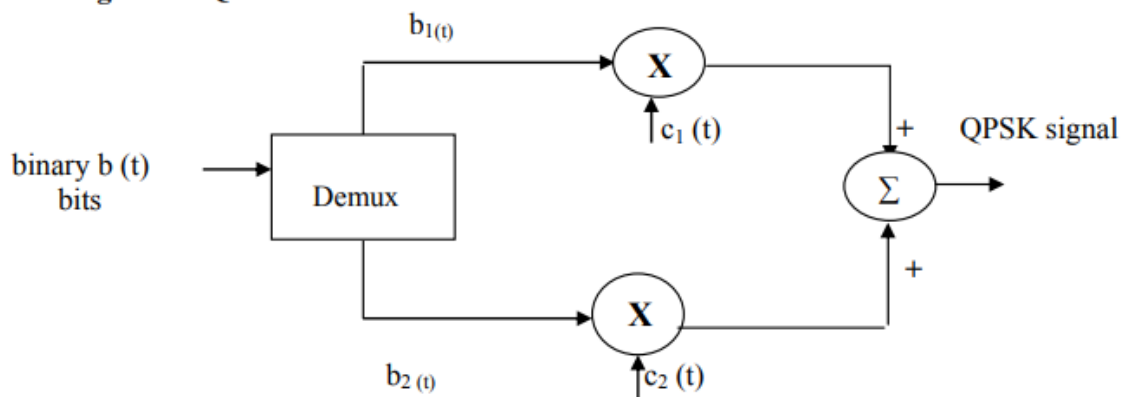 b1(t)
X
c1 (t)
+
QPSK signal
binary b (t)
bits
Demux
Σ
+
X
b2 (t)
c2 (t)